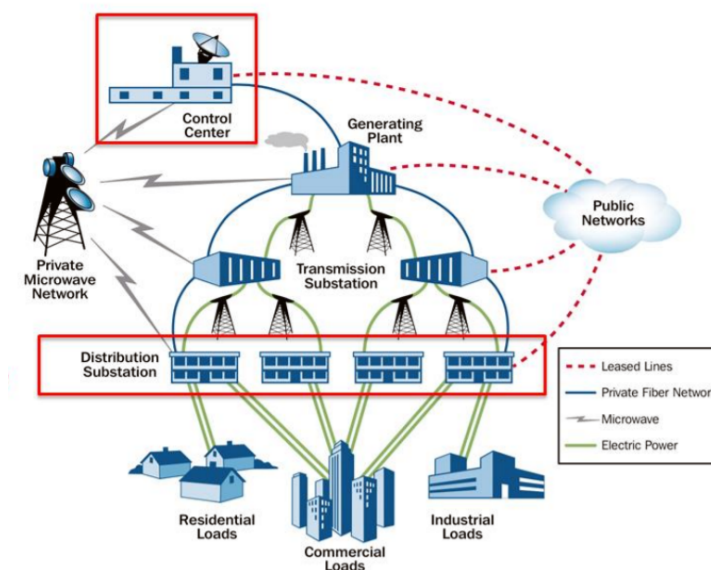 Control
Center
Generating
Plant
Public
Networks
Private
Microwave
Network
Transmission
Substation
Distribution
Substation
Leased Lines
Private Fiber Network
Microwave
Electric Power
Residential
Loads
Commercial
Loads
Industrial
Loads